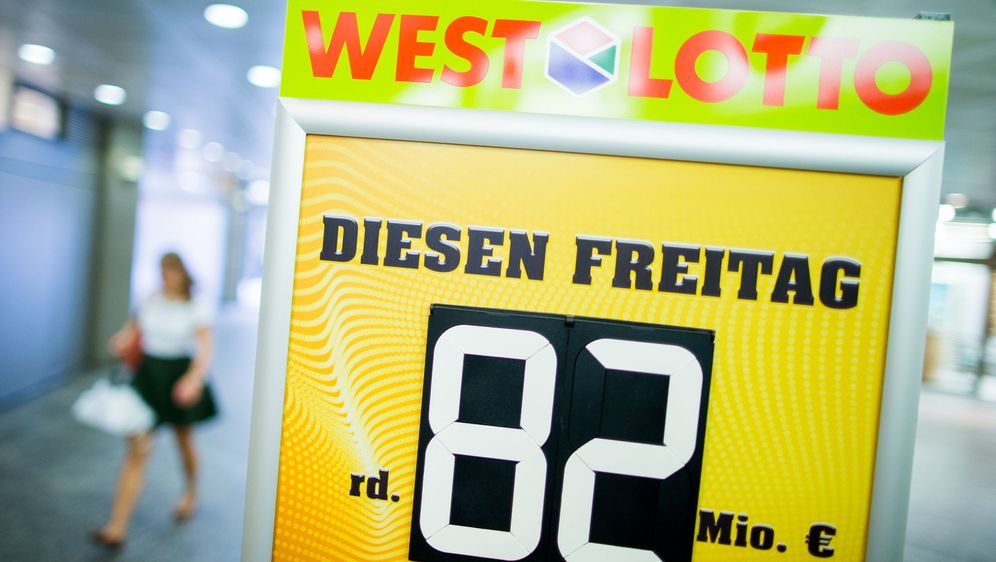 WEST LOTTO
DIESEN FREITAG
rd. 82 Mio. €